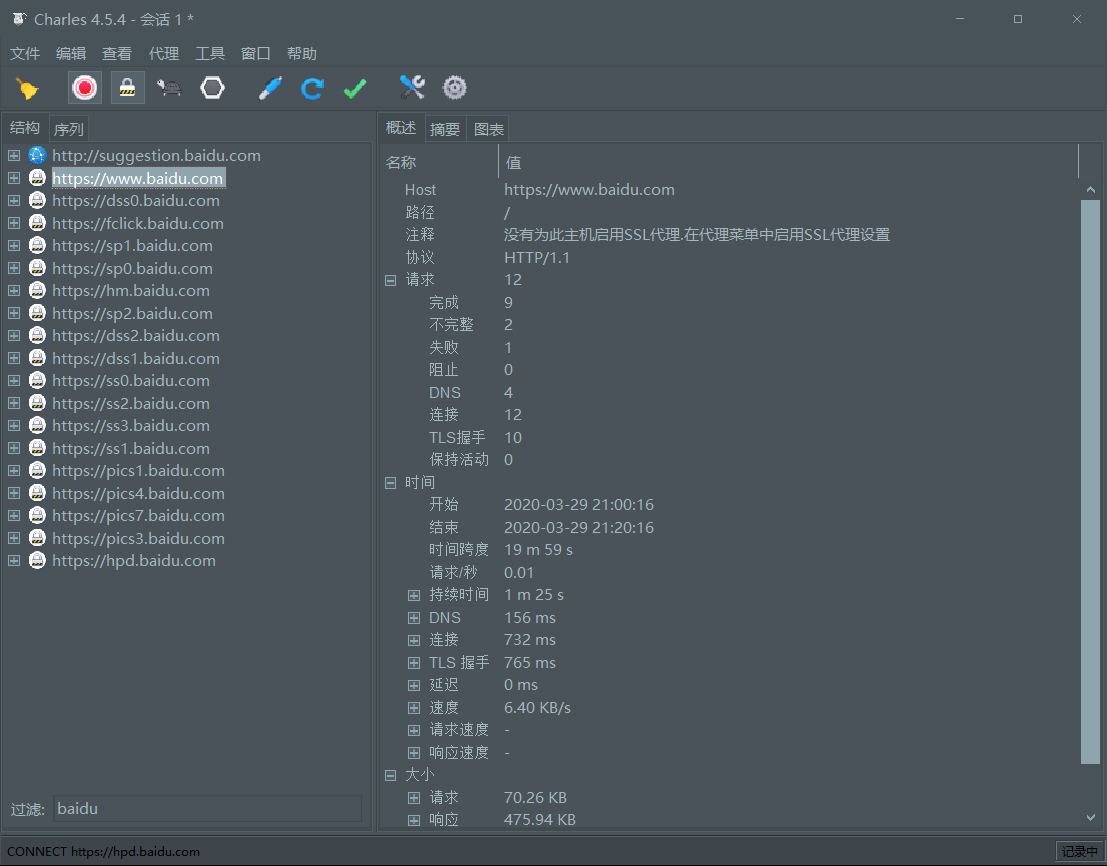 Charles 4.5.4 - 会话 1 *
文件 编辑 查看 代理 工具 窗口 帮助
结构 序列
http://suggestion.baidu.com
https://www.baidu.com
https://dss0.baidu.com
https://fclick.baidu.com
https://sp1.baidu.com
https://sp0.baidu.com
https://hm.baidu.com
https://sp2.baidu.com
https://dss2.baidu.com
https://dss1.baidu.com
https://ss0.baidu.com
https://ss2.baidu.com
https://ss3.baidu.com
https://ss1.baidu.com
https://pics1.baidu.com
https://pics4.baidu.com
https://pics7.baidu.com
https://pics3.baidu.com
https://hpd.baidu.com
过滤: baidu
概述 摘要 图表
名称 值
Host https://www.baidu.com
路径 /
注释 没有为此主机启用SSL代理.在代理菜单中启用SSL代理设置
协议 HTTP/1.1
请求 12
完成 9
不完整 2
失败 1
阻止 0
DNS 4
连接 12
TLS握手 10
保持活动 0
时间
开始 2020-03-29 21:00:16
结束 2020-03-29 21:20:16
时间跨度 19 m 59 s
请求/秒 0.01
持续时间 1 m 25 s
DNS 156 ms
连接 732 ms
TLS 握手 765 ms
延迟 0 ms
速度 6.40 KB/s
请求速度 -
响应速度 -
大小
请求 70.26 KB
响应 475.94 KB
CONNECT https://hpd.baidu.com
记录中